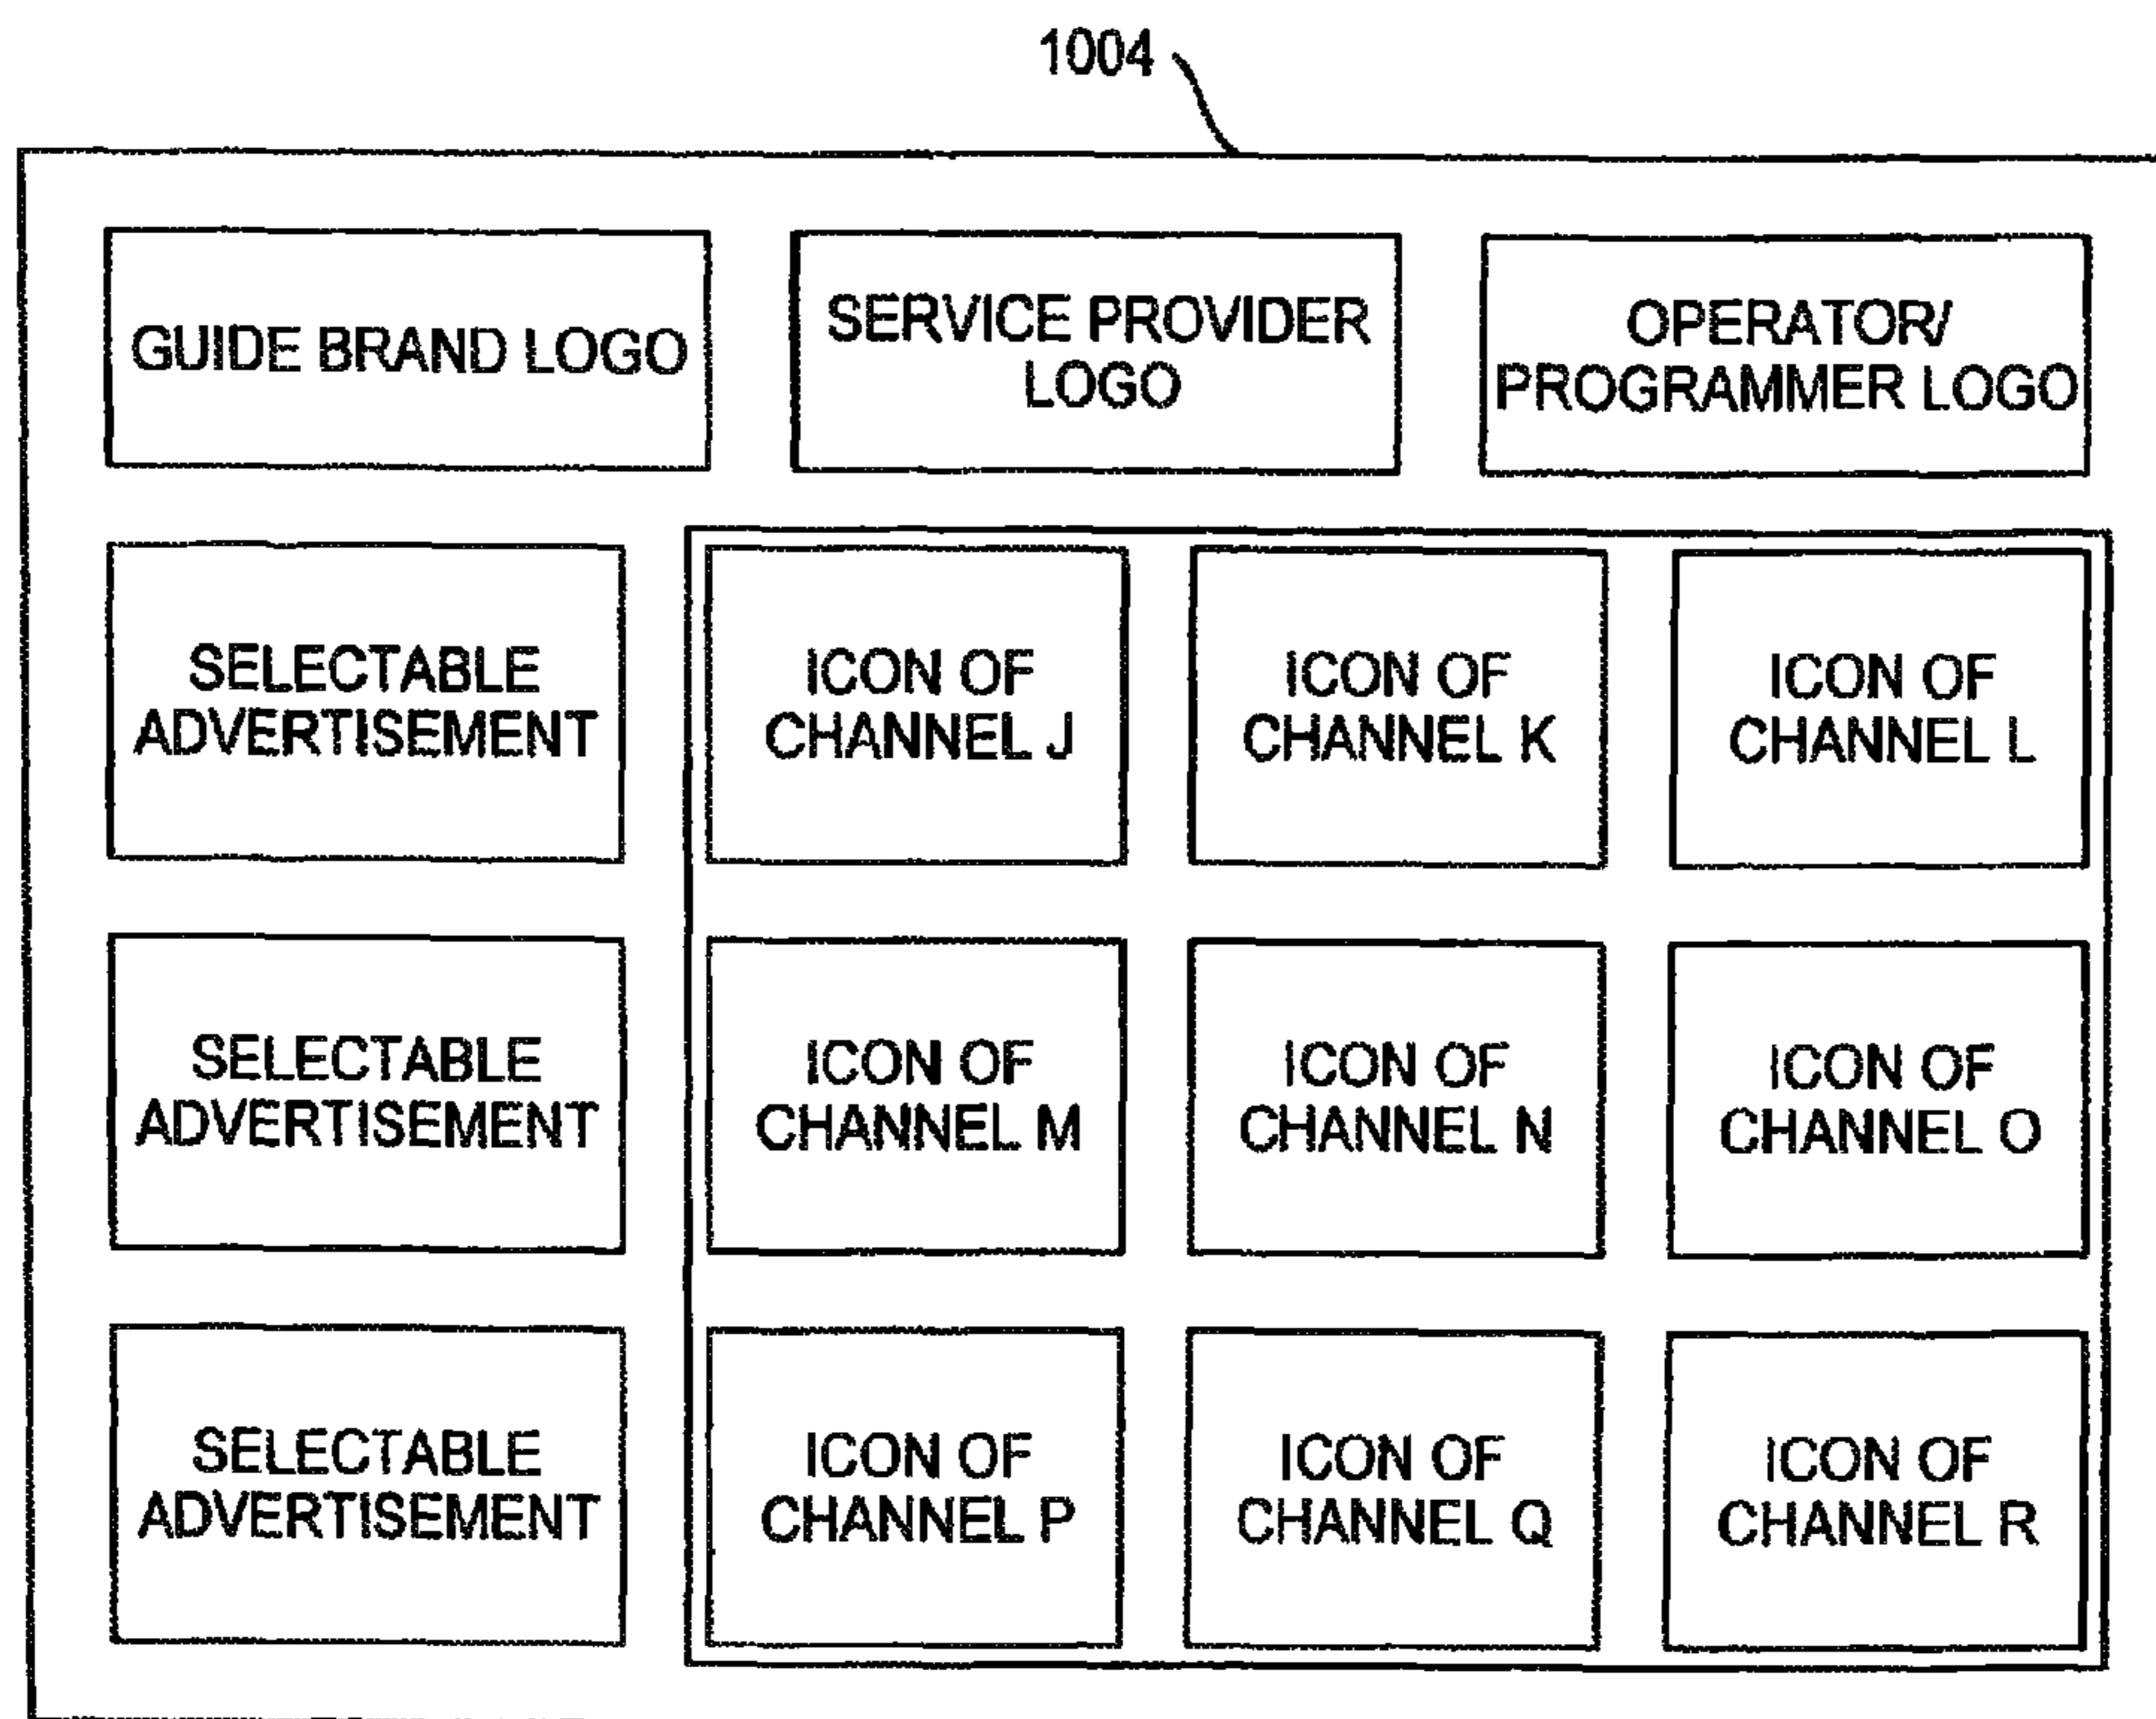 1004
GUIDE BRAND LOGO
SERVICE PROVIDER
LOGO
OPERATOR/
PROGRAMMER LOGO
SELECTABLE
ADVERTISEMENT
ICON OF
CHANNEL J
ICON OF
CHANNEL K
ICON OF
CHANNEL L
SELECTABLE
ADVERTISEMENT
ICON OF
CHANNEL M
ICON OF
CHANNEL N
ICON OF
CHANNEL O
SELECTABLE
ADVERTISEMENT
ICON OF
CHANNEL P
ICON OF
CHANNEL Q
ICON OF
CHANNEL R